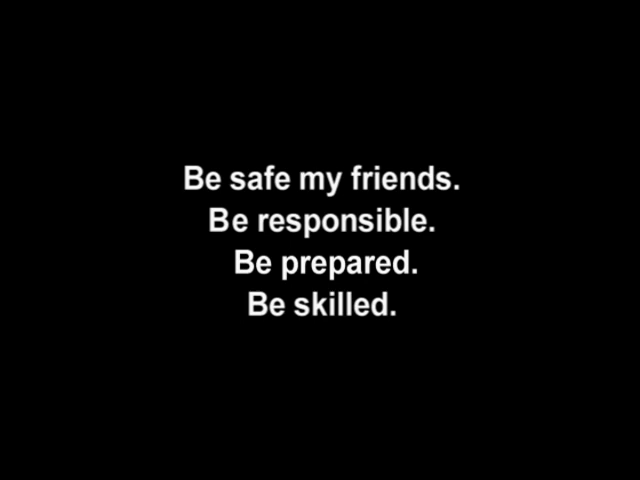 Be safe my friends.
Be responsible.
Be prepared.
Be skilled.